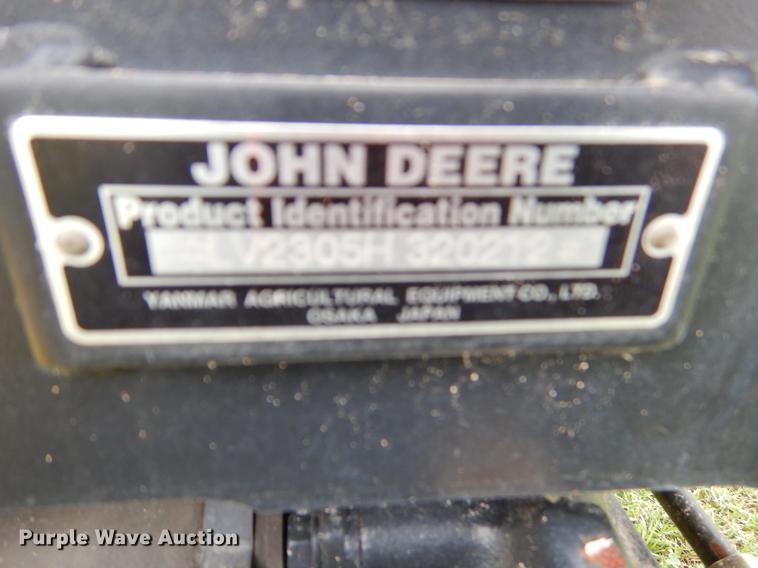 JOHN DEERE
Product Identification Number
LV2305H 320212
YANMAR AGRICULTURAL EQUIPMENT CO., LTD.
OSAKA JAPAN
Purple Wave Auction